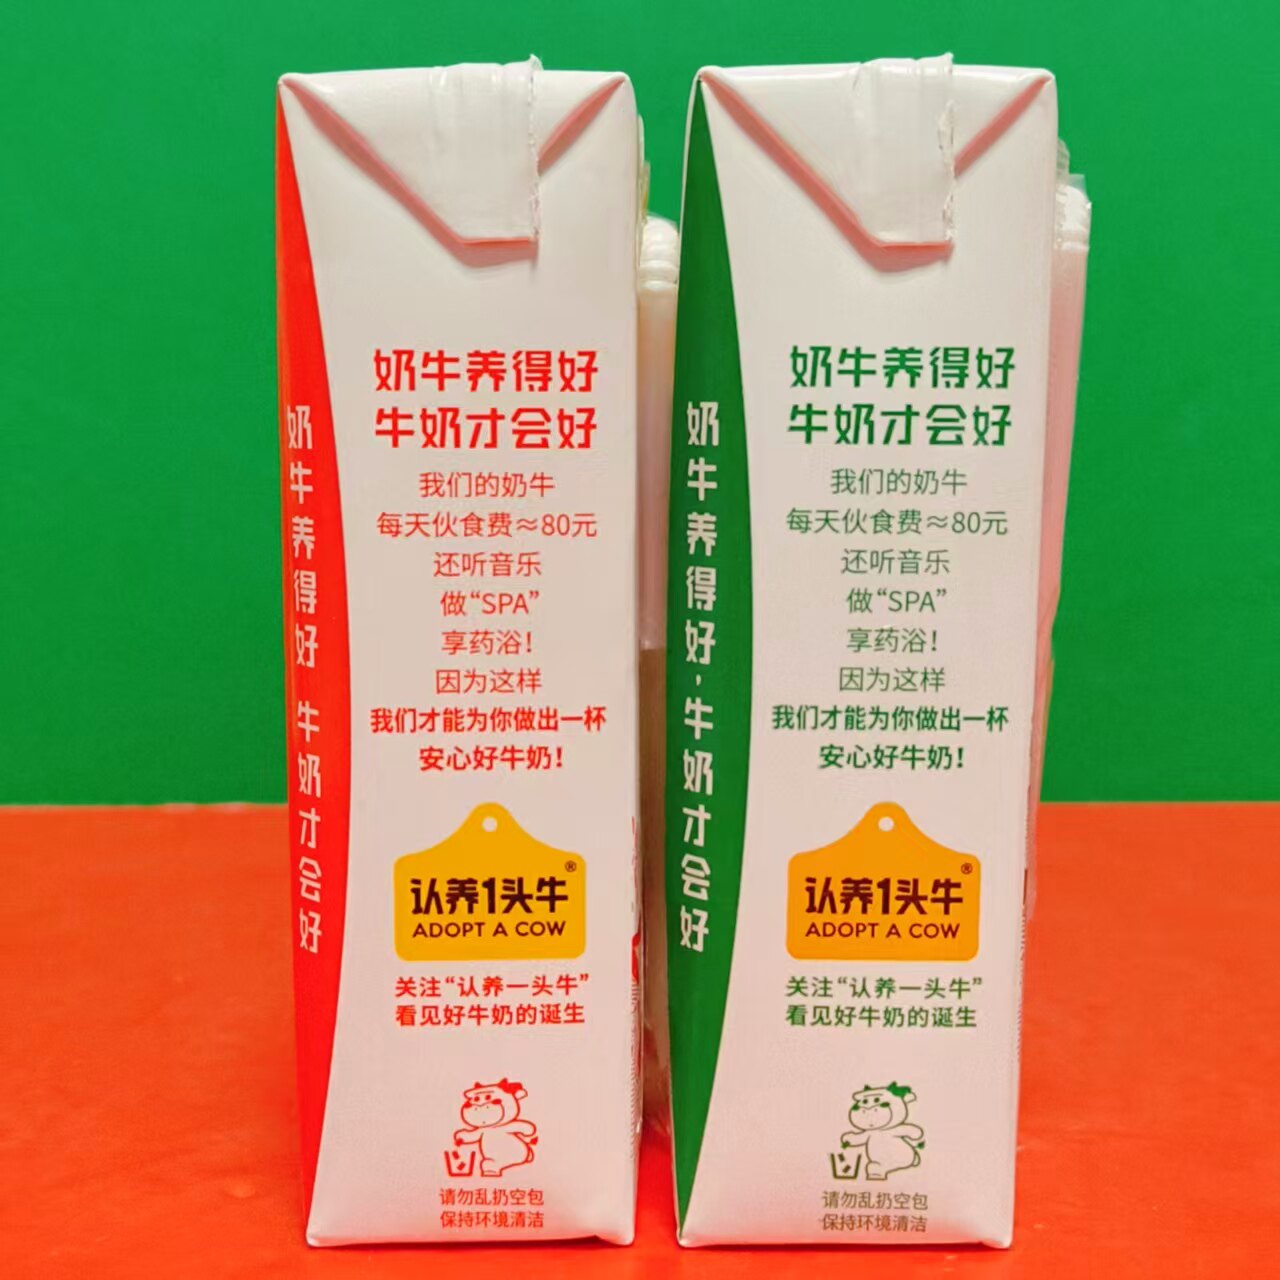 奶牛养得好 牛奶才会好
奶牛养得好
牛奶才会好
我们的奶牛
每天伙食费≈80元
还听音乐
做“SPA”
享药浴！
因为这样
我们才能为你做出一杯
安心好牛奶！
认养1头牛®
ADOPT A COW
关注“认养一头牛”
看见好牛奶的诞生
请勿乱扔空包
保持环境清洁
奶牛养得好，牛奶才会好
奶牛养得好
牛奶才会好
我们的奶牛
每天伙食费≈80元
还听音乐
做“SPA”
享药浴！
因为这样
我们才能为你做出一杯
安心好牛奶！
认养1头牛®
ADOPT A COW
关注“认养一头牛”
看见好牛奶的诞生
请勿乱扔空包
保持环境清洁